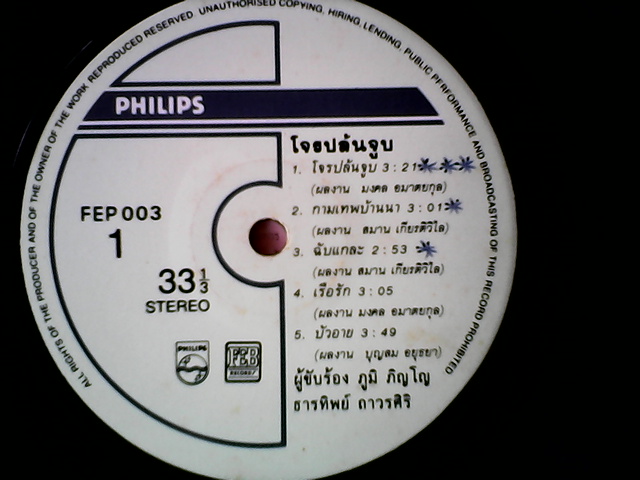 ALL RIGHTS OF THE PRODUCER AND OF THE OWNER OF THE WORK REPRODUCED RESERVED UNAUTHORISED COPYING, HIRING, LENDING, PUBLIC PERFORMANCE AND BROADCASTING OF THIS RECORD PROHIBITED
PHILIPS
โจรปล้นจูบ
1. โจรปล้นจูบ 3:21
(ผลงาน มงคล อมาตยกุล)
2. กามเทพบ้านนา 3:01
(ผลงาน สมาน เกียรติวิไล)
3. ฉันแกละ 2:53
(ผลงาน สมาน เกียรติวิไล)
4. เรือรัก 3:05
(ผลงาน มงคล อมาตยกุล)
5. บัวอาย 3:49
(ผลงาน บุญสม อยุธยา)
ผู้ขับร้อง ภูมิ ภิญโญ
ธารทิพย์ ถาวรศิริ
FEP 003
1
33 1/3
STEREO
PHILIPS
FEB
RECORD